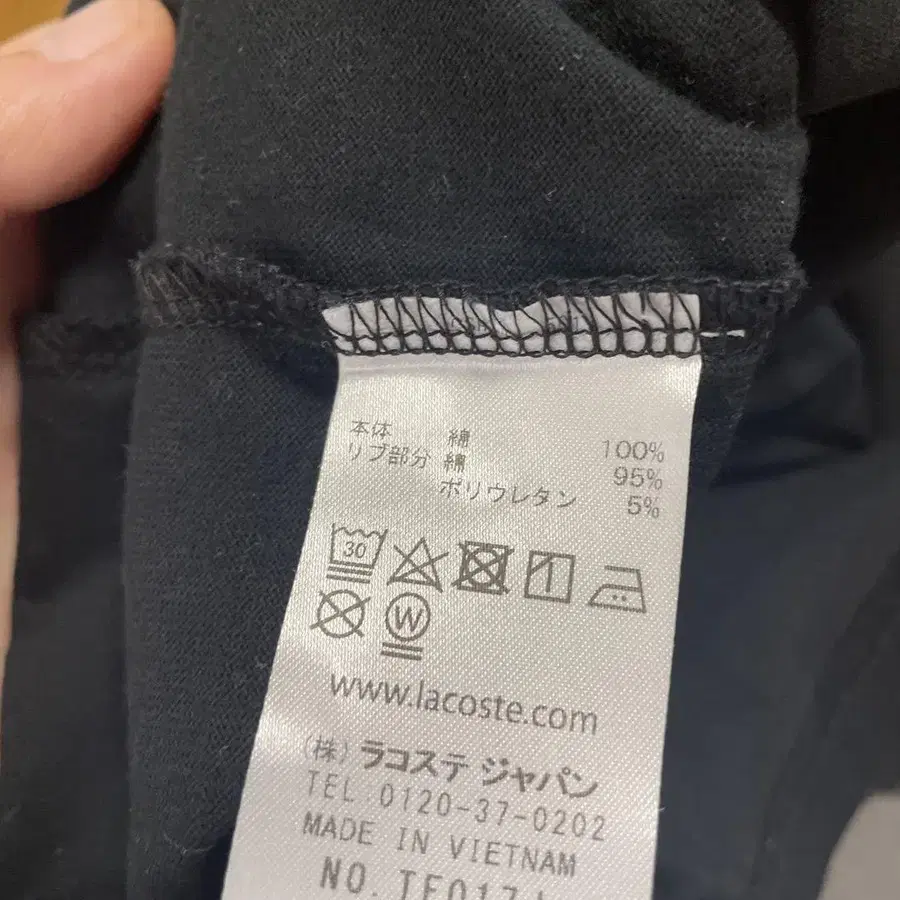 本体 綿 100%
リブ部分 綿 95%
ポリウレタン 5%
30
W
www.lacoste.com
(株) ラコステ ジャパン
TEL.0120-37-0202
MADE IN VIETNAM
NO.